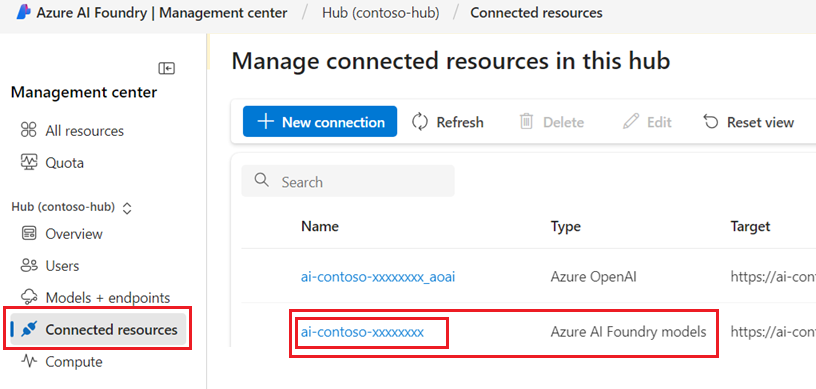 Azure AI Foundry | Management center / Hub (contoso-hub) / Connected resources
Management center
All resources
Quota
Hub (contoso-hub)
Overview
Users
Models + endpoints
Connected resources
Compute
Manage connected resources in this hub
New connection Refresh Delete Edit Reset view
Search
Name Type Target
ai-contoso-xxxxxxxx_aoai Azure OpenAI https://ai-con
ai-contoso-xxxxxxxx Azure AI Foundry models https://ai-con